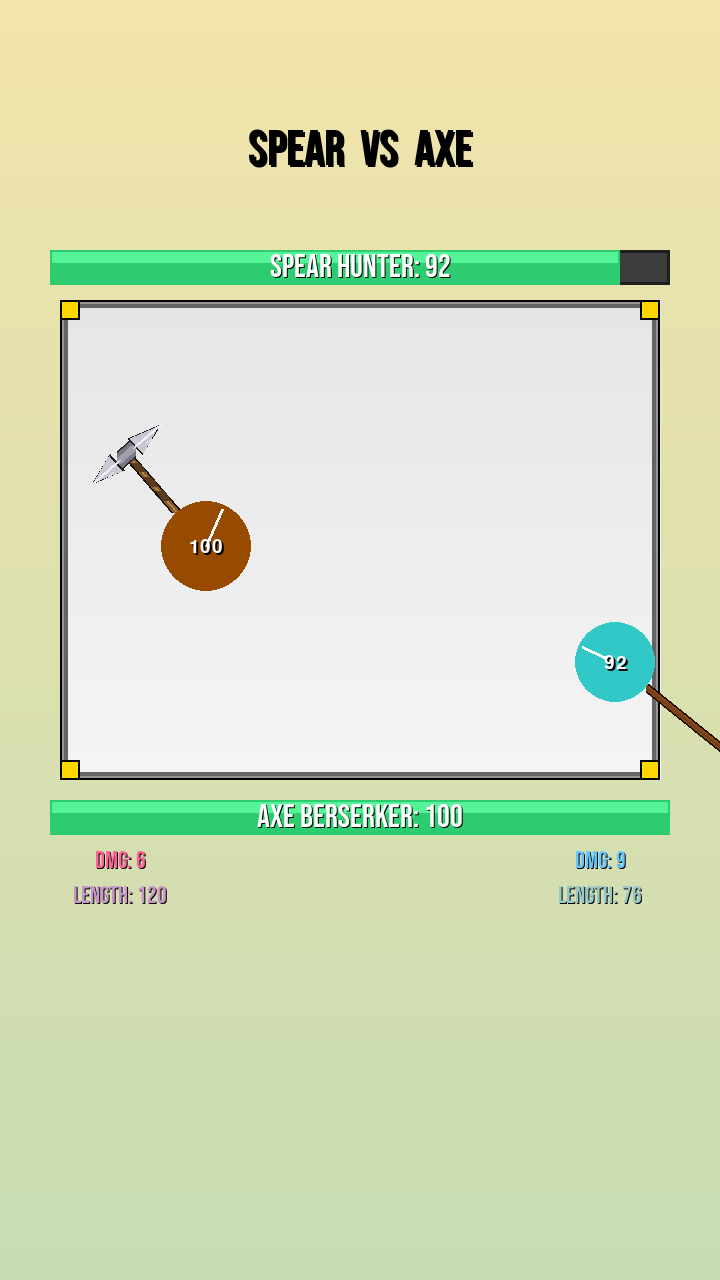 SPEAR VS AXE
SPEAR HUNTER: 92
100
92
AXE BERSERKER: 100
DMG: 6
DMG: 9
LENGTH: 120
LENGTH: 76